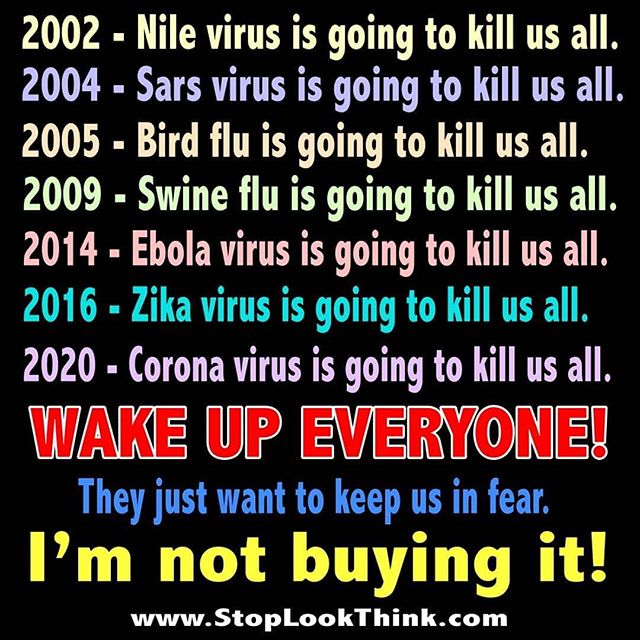 2002 - Nile virus is going to kill us all.
2004 - Sars virus is going to kill us all.
2005 - Bird flu is going to kill us all.
2009 - Swine flu is going to kill us all.
2014 - Ebola virus is going to kill us all.
2016 - Zika virus is going to kill us all.
2020 - Corona virus is going to kill us all.
WAKE UP EVERYONE!
They just want to keep us in fear.
I'm not buying it!
www.StopLookThink.com